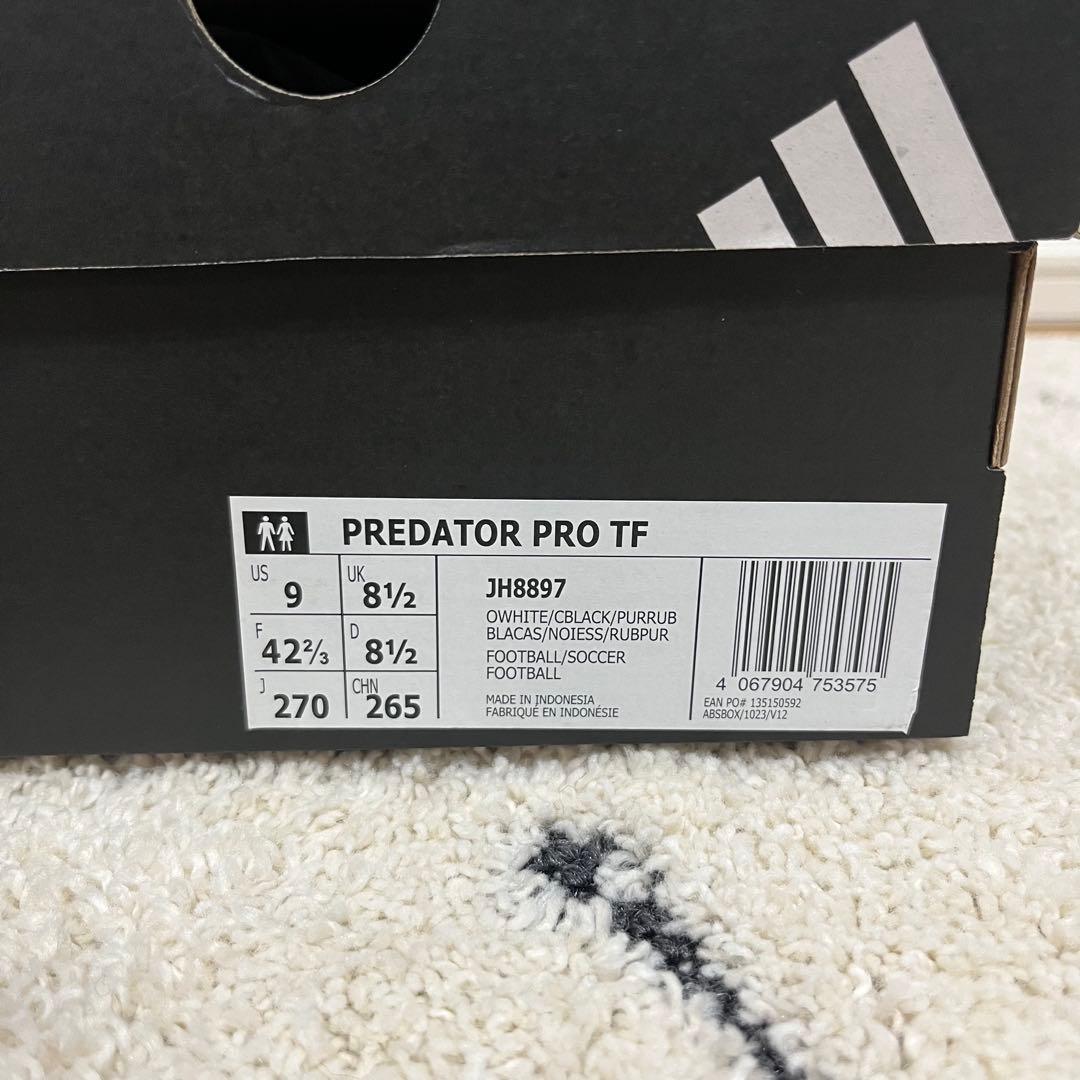 PREDATOR PRO TF
US 9 UK 8½
F 42⅔ D 8½
J 270 CHN 265
JH8897
OWHITE/CBLACK/PURRUB
BLACAS/NOIESS/RUBPUR
FOOTBALL/SOCCER
FOOTBALL
MADE IN INDONESIA
FABRIQUÉ EN INDONÉSIE
4 067904 753575
EAN PO# 135150592
ABSBOX/1023/V12